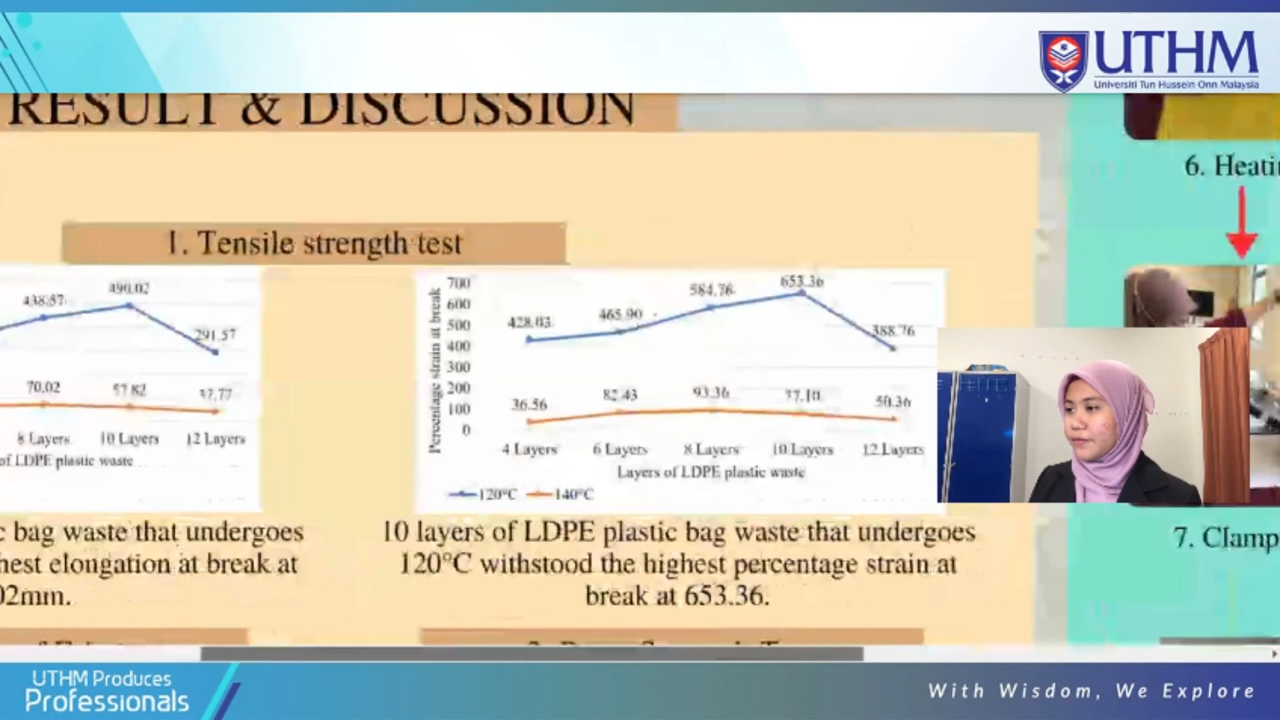 UTHM
Universiti Tun Hussein Onn Malaysia
RESULT & DISCUSSION
1. Tensile strength test
438.57
490.02
291.57
70.02
57.82
37.77
8 Layers
10 Layers
12 Layers
of LDPE plastic waste
c bag waste that undergoes
hest elongation at break at
02mm.
Percentage strain at break
700
600
500
400
300
200
100
0
428.03
465.90
584.76
653.36
388.76
36.56
82.43
93.36
77.10
50.36
4 Layers
6 Layers
8 Layers
10 Layers
12 Layers
Layers of LDPE plastic waste
120°C
140°C
10 layers of LDPE plastic bag waste that undergoes
120°C withstood the highest percentage strain at
break at 653.36.
6. Heati
7. Clamp
UTHM Produces
Professionals
With Wisdom, We Explore